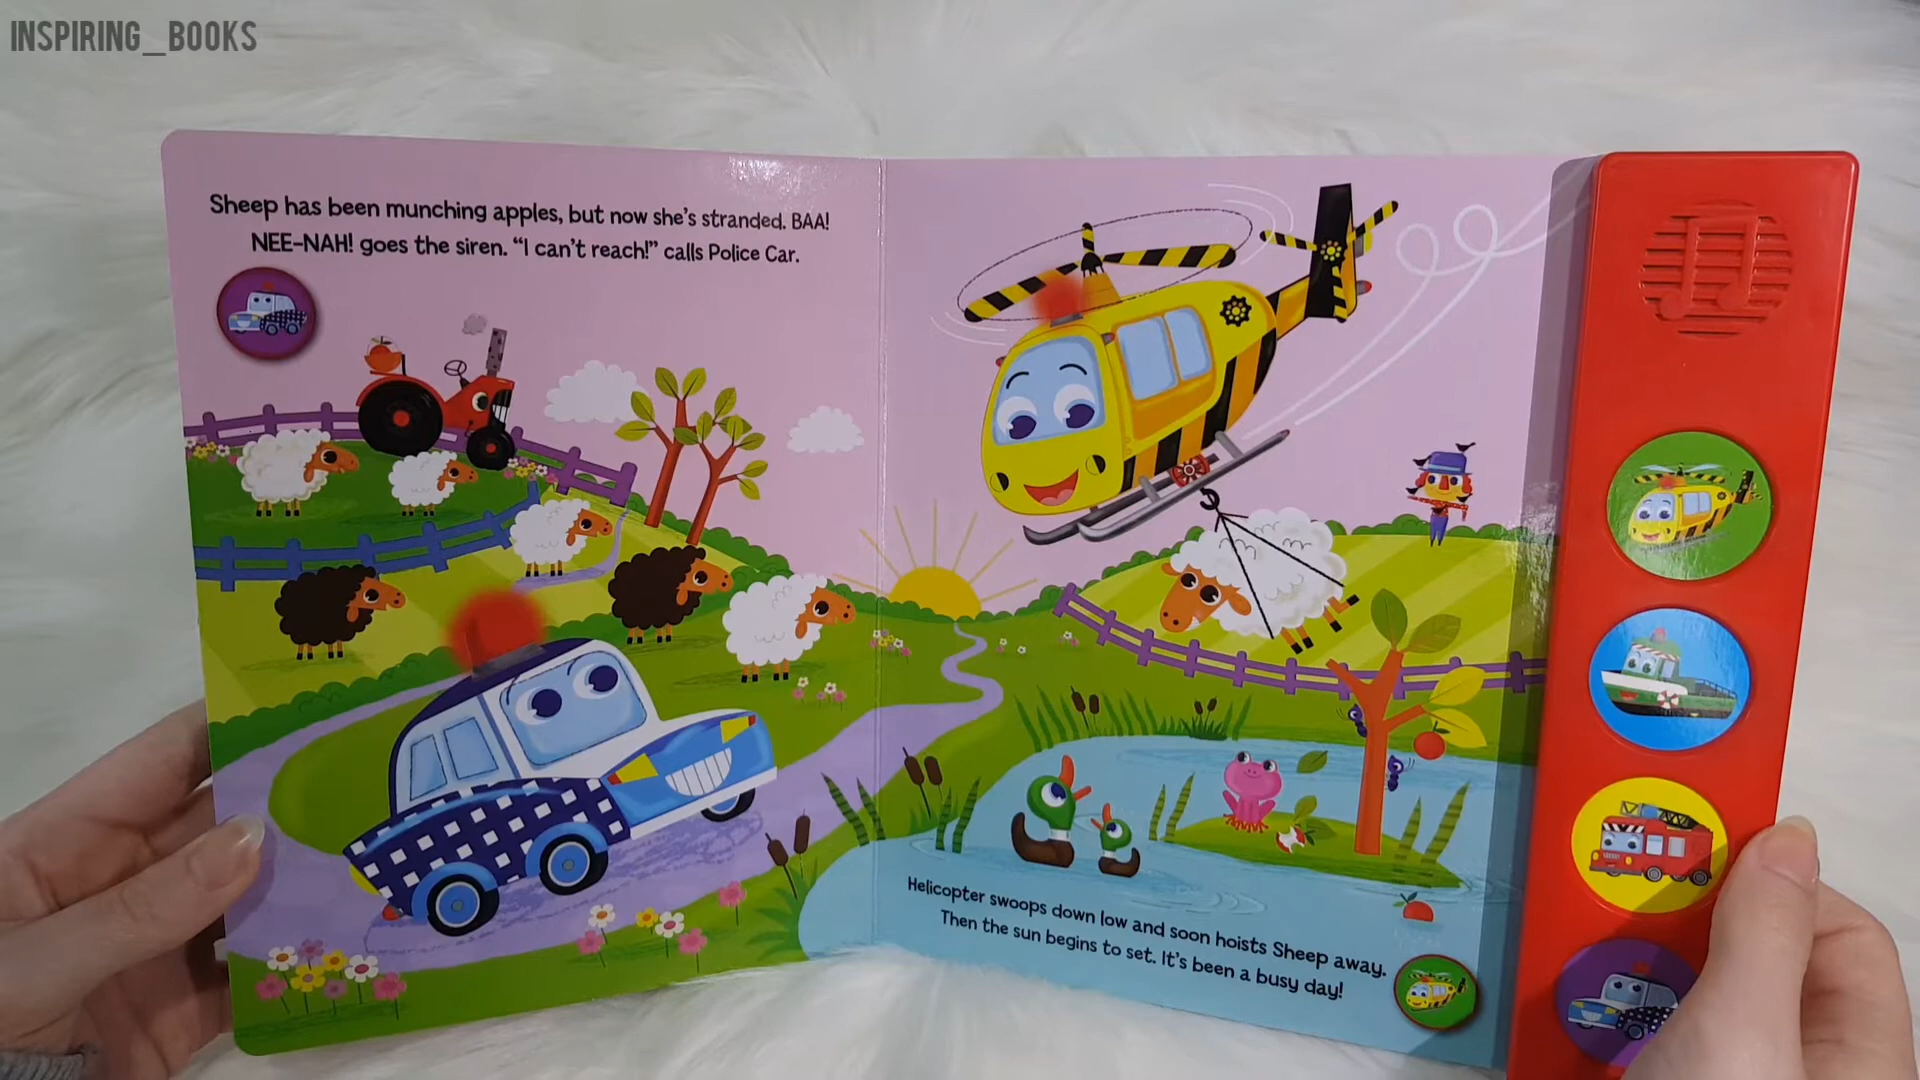 INSPIRING_BOOKS
Sheep has been munching apples, but now she's stranded. BAA!
NEE-NAH! goes the siren. “I can't reach!” calls Police Car.
Helicopter swoops down low and soon hoists Sheep away.
Then the sun begins to set. It's been a busy day!